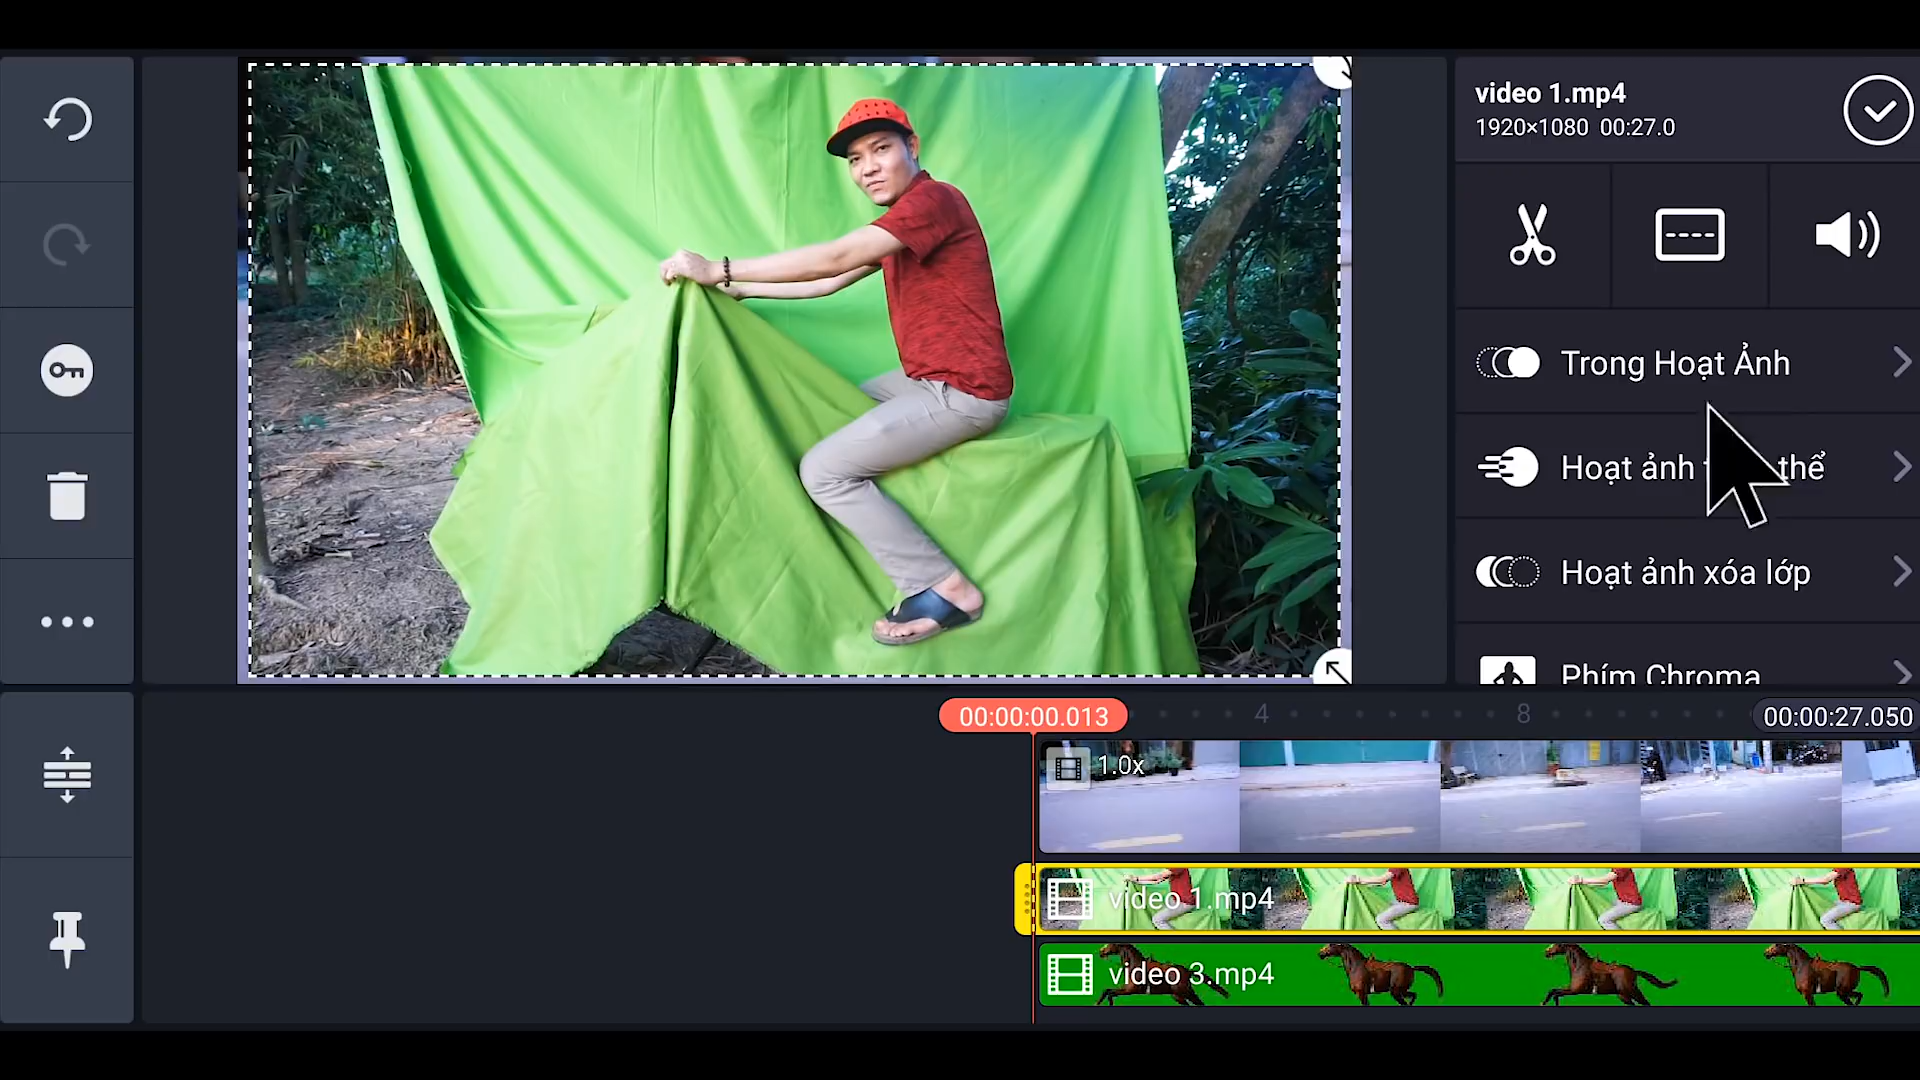 video 1.mp4
1920×1080 00:27.0
Trong Hoạt Ảnh
Hoạt ảnh thể
Hoạt ảnh xóa lớp
Phím Chroma
00:00:00.013
4
8
00:00:27.050
1.0x
video 1.mp4
video 3.mp4